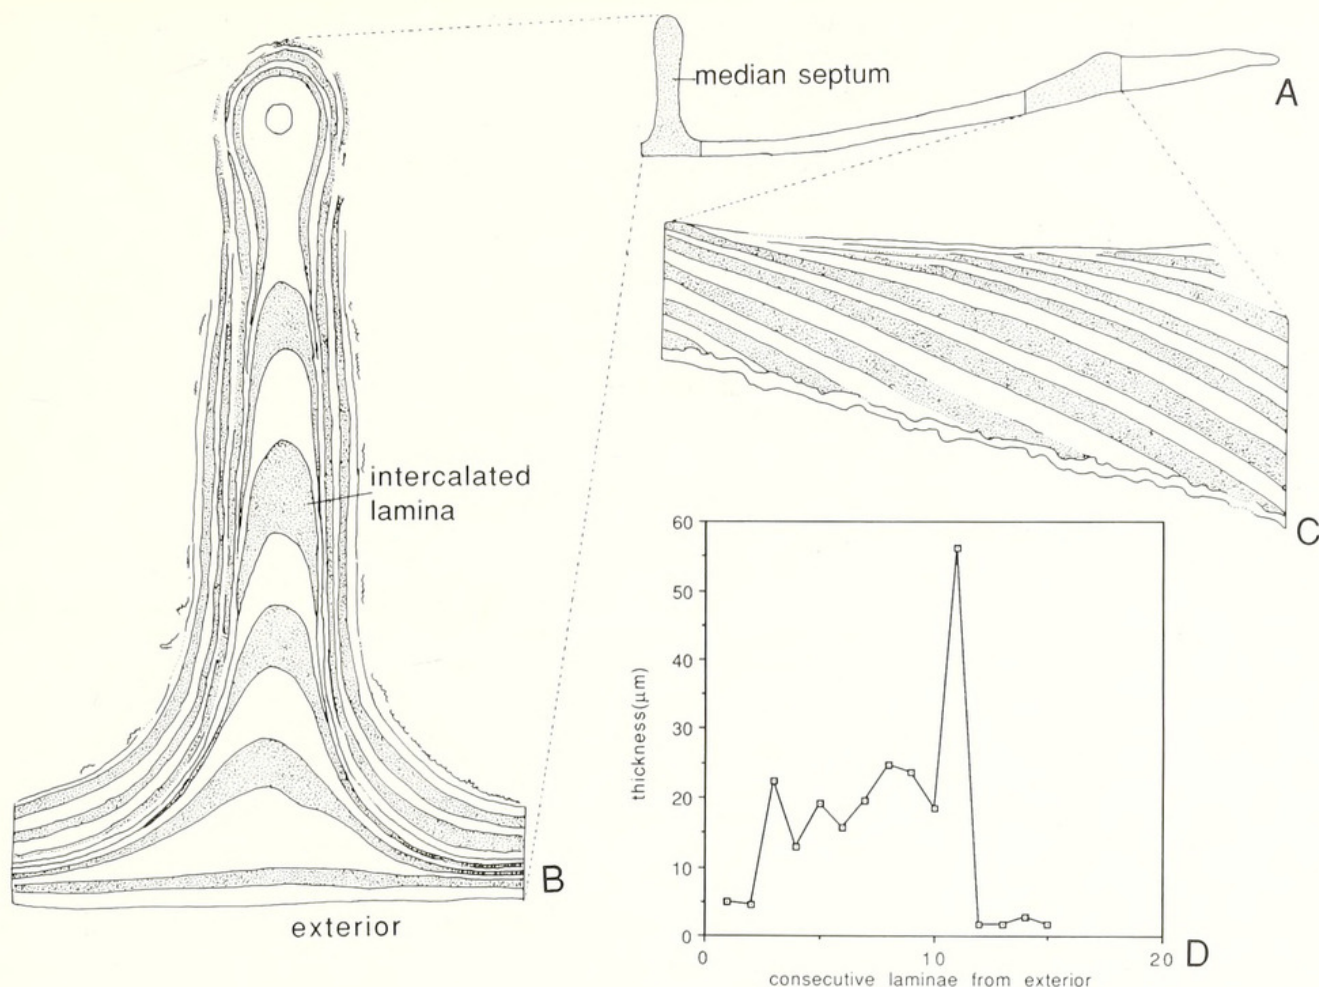 median septum
A
intercalated
lamina
B
exterior
C
60
50
40
30
20
10
0
thickness(μm)
0
10
20
consecutive laminae from exterior
D